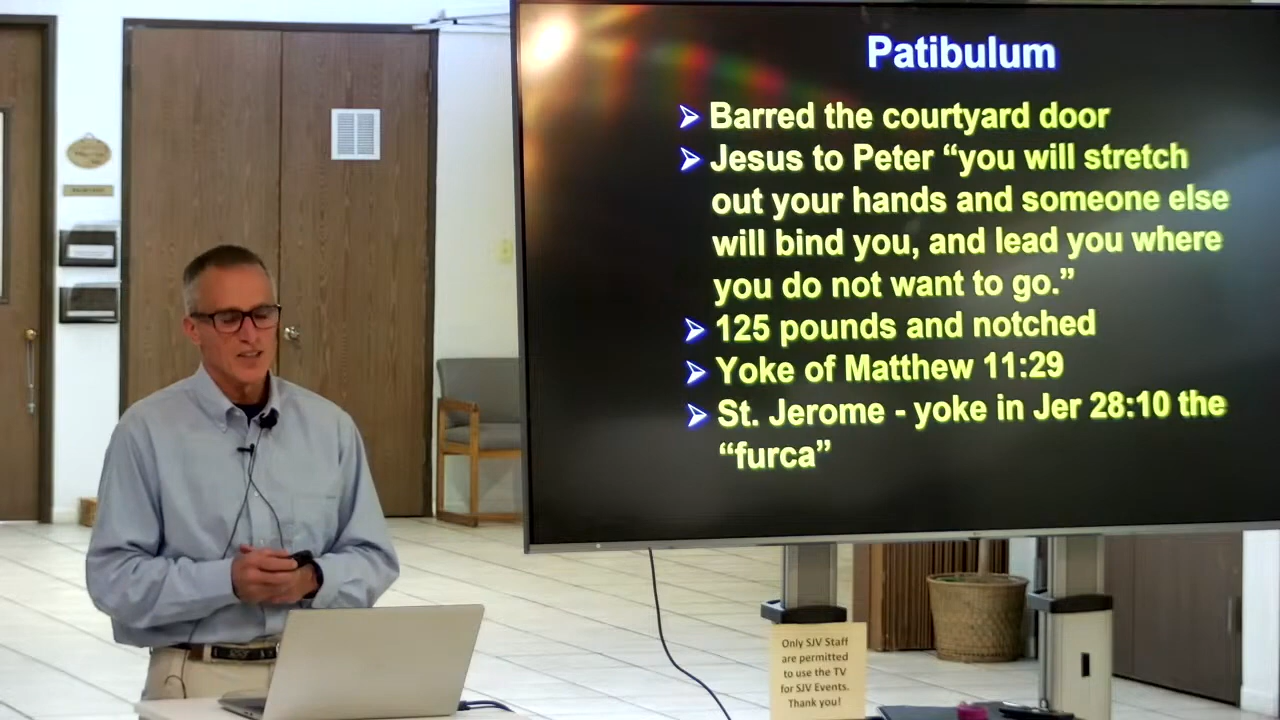 Patibulum
Barred the courtyard door
Jesus to Peter “you will stretch
out your hands and someone else
will bind you, and lead you where
you do not want to go.”
125 pounds and notched
Yoke of Matthew 11:29
St. Jerome - yoke in Jer 28:10 the
“furca”
Only SJV Staff
are permitted
to use the TV
for SJV Events.
Thank you!